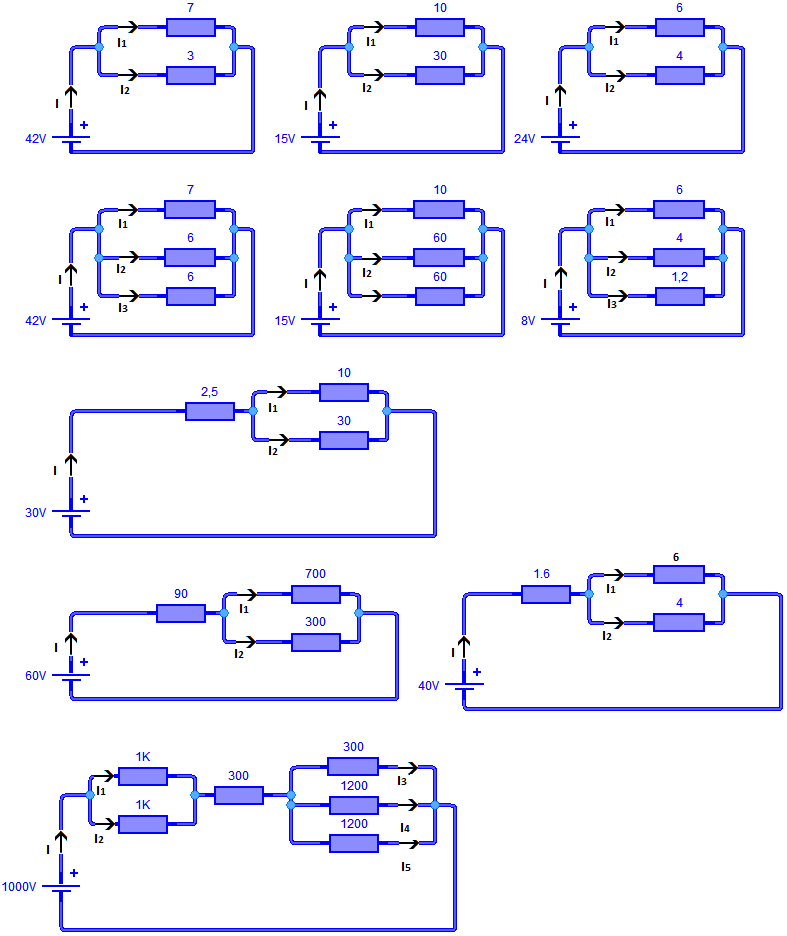 7
10
6
I1
I1
I1
3
30
4
I2
I2
I2
I
I
I
+
+
+
42V
15V
24V
7
10
6
I1
I1
I1
6
60
4
I2
I2
I2
6
60
1,2
I3
I3
I
I
I
+
+
+
42V
15V
8V
10
2,5
I1
30
I2
I
+
30V
700
90
I1
300
I2
I
+
60V
6
1.6
I1
4
I2
I
+
40V
1K
300
I1
300
I3
1K
1200
I2
I4
1200
I5
I
+
1000V